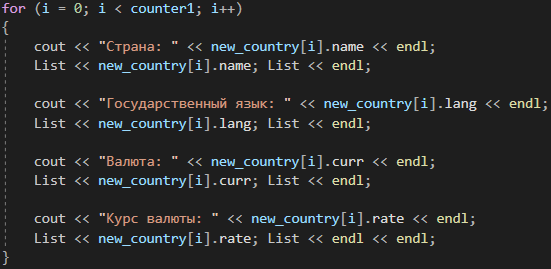 for (i = 0; i < counter1; i++)
{
cout << "Страна: " << new_country[i].name << endl;
List << new_country[i].name; List << endl;
cout << "Государственный язык: " << new_country[i].lang << endl;
List << new_country[i].lang; List << endl;
cout << "Валюта: " << new_country[i].curr << endl;
List << new_country[i].curr; List << endl;
cout << "Курс валюты: " << new_country[i].rate << endl;
List << new_country[i].rate; List << endl << endl;
}